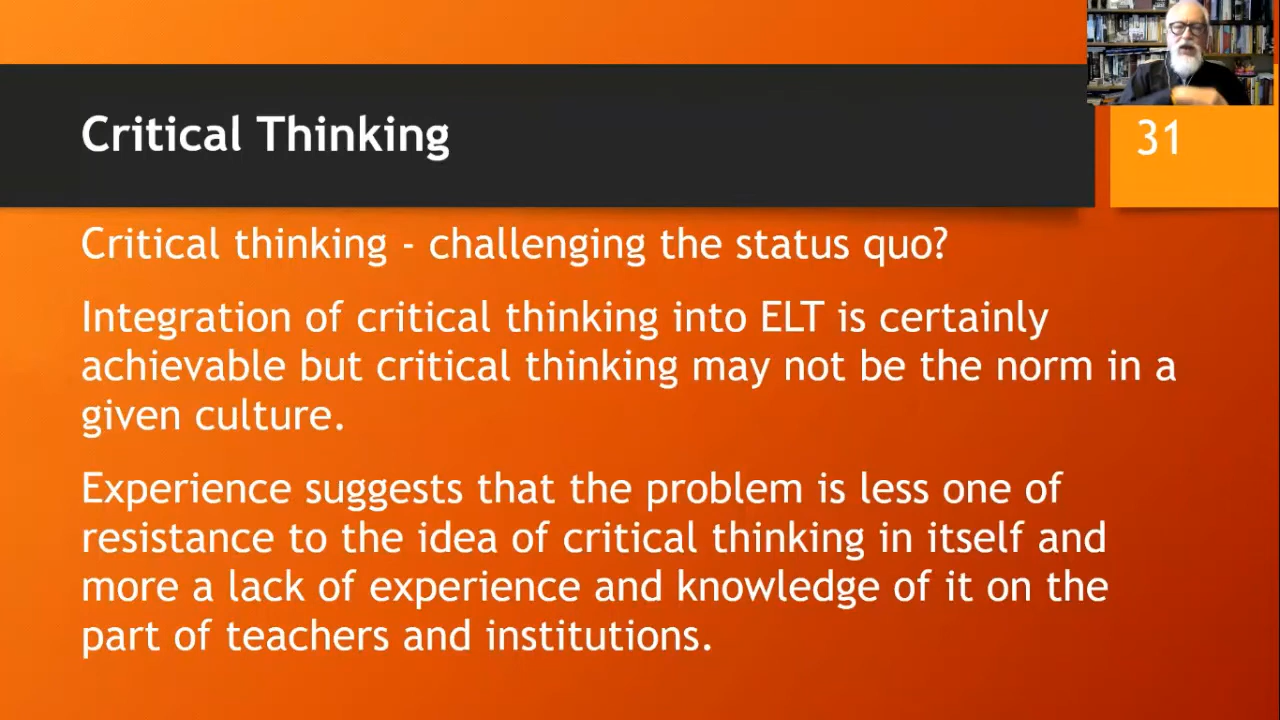 Critical Thinking
31
Critical thinking - challenging the status quo?
Integration of critical thinking into ELT is certainly
achievable but critical thinking may not be the norm in a
given culture.
Experience suggests that the problem is less one of
resistance to the idea of critical thinking in itself and
more a lack of experience and knowledge of it on the
part of teachers and institutions.